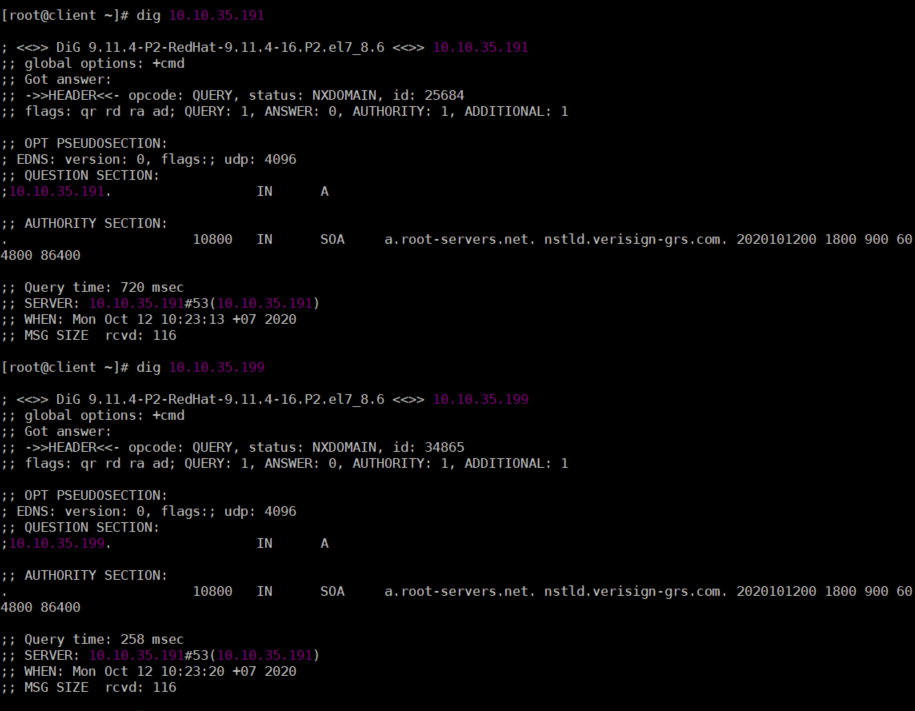 [root@client ~]# dig 10.10.35.191
; <<>> DiG 9.11.4-P2-RedHat-9.11.4-16.P2.el7_8.6 <<>> 10.10.35.191
;; global options: +cmd
;; Got answer:
;; ->>HEADER<<- opcode: QUERY, status: NXDOMAIN, id: 25684
;; flags: qr rd ra ad; QUERY: 1, ANSWER: 0, AUTHORITY: 1, ADDITIONAL: 1
;; OPT PSEUDOSECTION:
; EDNS: version: 0, flags:; udp: 4096
;; QUESTION SECTION:
;10.10.35.191. IN A
;; AUTHORITY SECTION:
. 10800 IN SOA a.root-servers.net. nstld.verisign-grs.com. 2020101200 1800 900 60
4800 86400
;; Query time: 720 msec
;; SERVER: 10.10.35.191#53(10.10.35.191)
;; WHEN: Mon Oct 12 10:23:13 +07 2020
;; MSG SIZE rcvd: 116
[root@client ~]# dig 10.10.35.199
; <<>> DiG 9.11.4-P2-RedHat-9.11.4-16.P2.el7_8.6 <<>> 10.10.35.199
;; global options: +cmd
;; Got answer:
;; ->>HEADER<<- opcode: QUERY, status: NXDOMAIN, id: 34865
;; flags: qr rd ra ad; QUERY: 1, ANSWER: 0, AUTHORITY: 1, ADDITIONAL: 1
;; OPT PSEUDOSECTION:
; EDNS: version: 0, flags:; udp: 4096
;; QUESTION SECTION:
;10.10.35.199. IN A
;; AUTHORITY SECTION:
. 10800 IN SOA a.root-servers.net. nstld.verisign-grs.com. 2020101200 1800 900 60
4800 86400
;; Query time: 258 msec
;; SERVER: 10.10.35.191#53(10.10.35.191)
;; WHEN: Mon Oct 12 10:23:20 +07 2020
;; MSG SIZE rcvd: 116